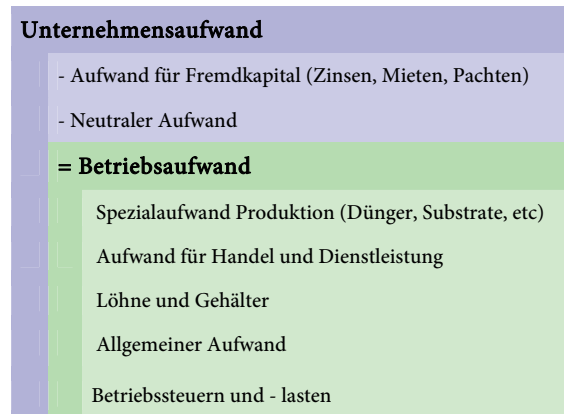 Unternehmensaufwand
- Aufwand für Fremdkapital (Zinsen, Mieten, Pachten)
- Neutraler Aufwand
= Betriebsaufwand
Spezialaufwand Produktion (Dünger, Substrate, etc)
Aufwand für Handel und Dienstleistung
Löhne und Gehälter
Allgemeiner Aufwand
Betriebssteuern und - lasten